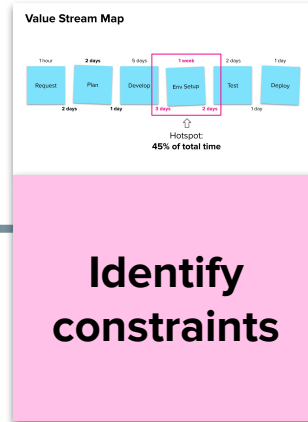 Value Stream Map
1 hour 2 days 5 days 1 week 2 days 1 day
Request Plan Develop Env Setup Test Deploy
2 days 1 day 3 days 2 days 1 day
Hotspot:
45% of total time
Identify
constraints